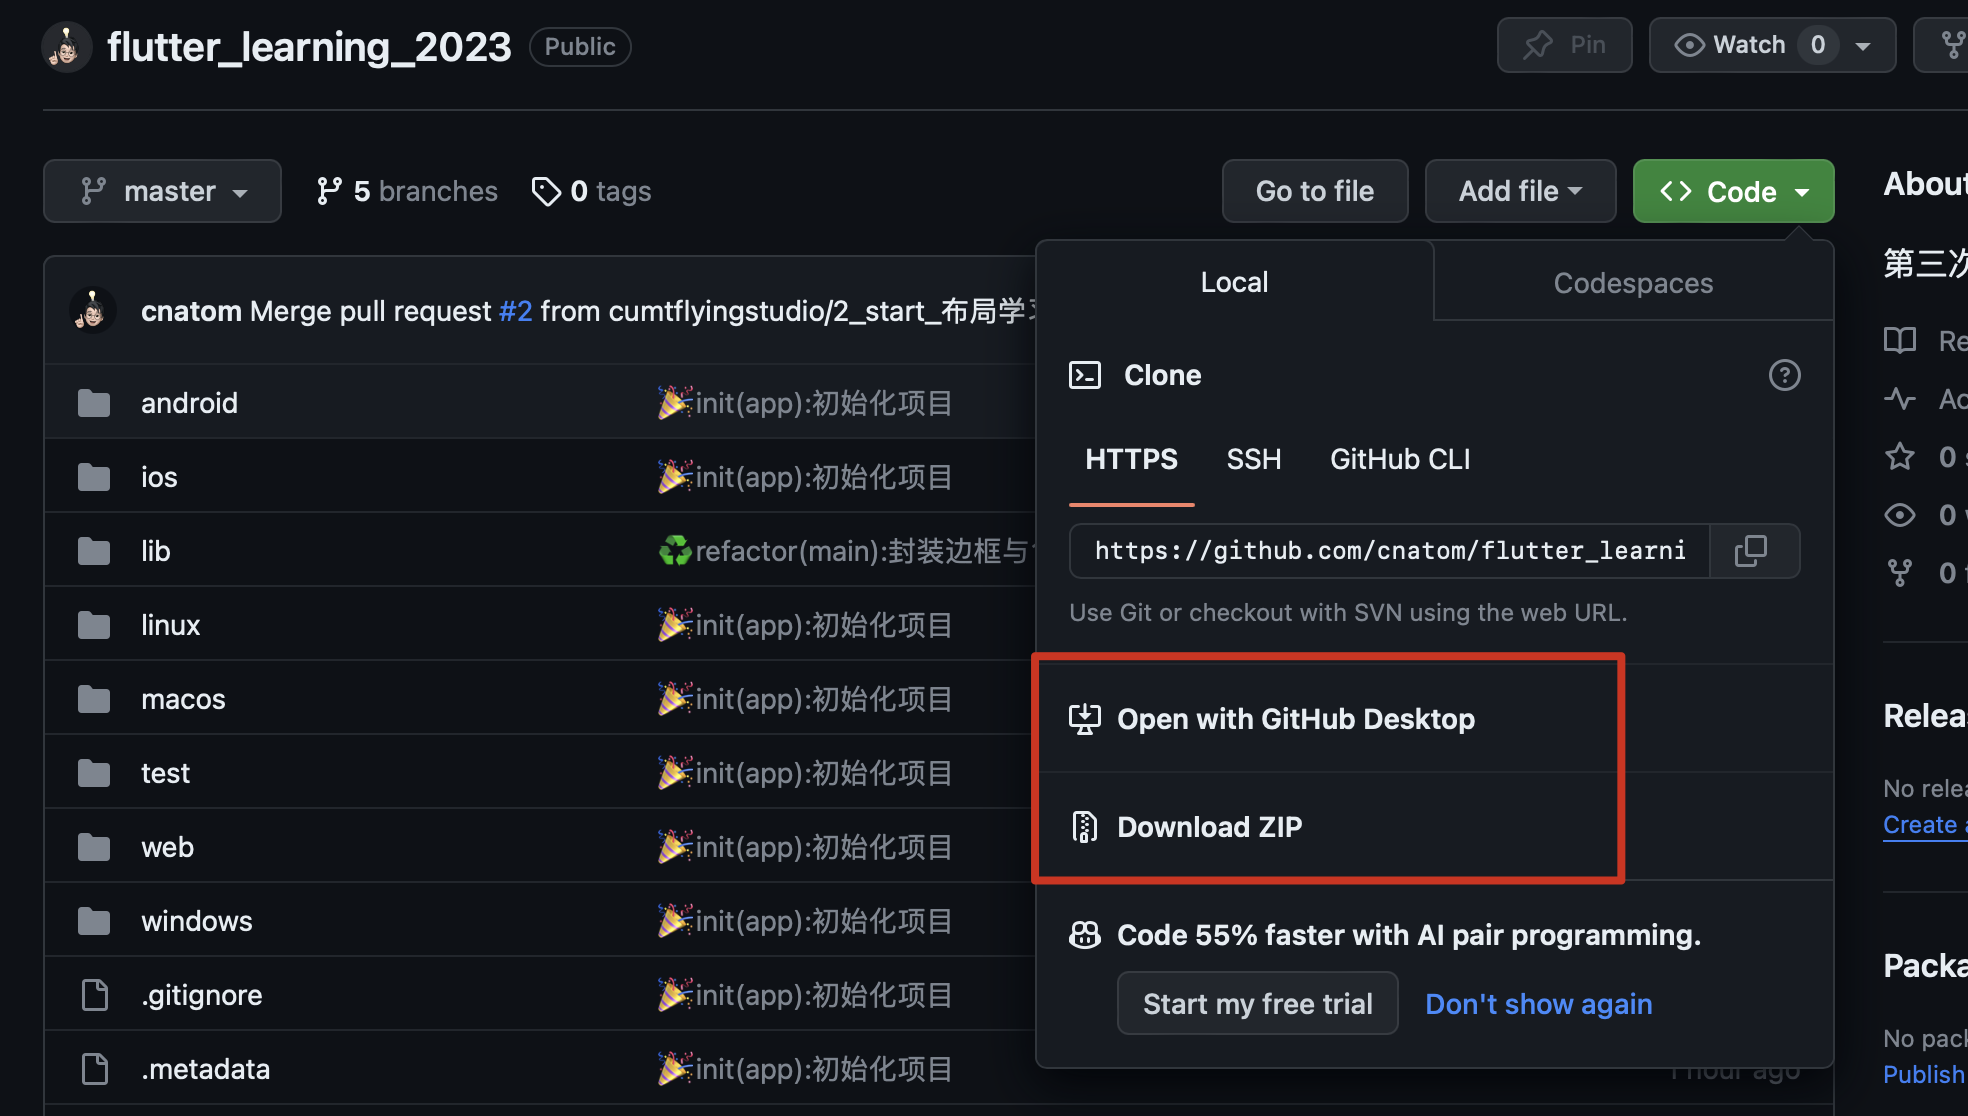 flutter_learning_2023 Public
Pin
Watch 0
master
5 branches
0 tags
Go to file
Add file
<> Code
About
第三次
cnatom Merge pull request #2 from cumtflyingstudio/2_start_布局学
android
🎉init(app):初始化项目
ios
🎉init(app):初始化项目
lib
♻️refactor(main):封装边框与
linux
🎉init(app):初始化项目
macos
🎉init(app):初始化项目
test
🎉init(app):初始化项目
web
🎉init(app):初始化项目
windows
🎉init(app):初始化项目
.gitignore
🎉init(app):初始化项目
.metadata
🎉init(app):初始化项目
1 hour ago
Local
Codespaces
Clone
HTTPS
SSH
GitHub CLI
https://github.com/cnatom/flutter_learni
Use Git or checkout with SVN using the web URL.
Open with GitHub Desktop
Download ZIP
Code 55% faster with AI pair programming.
Start my free trial
Don't show again
Re
Ac
0
0
0
Relea
No relea
Create
Packa
No pack
Publish